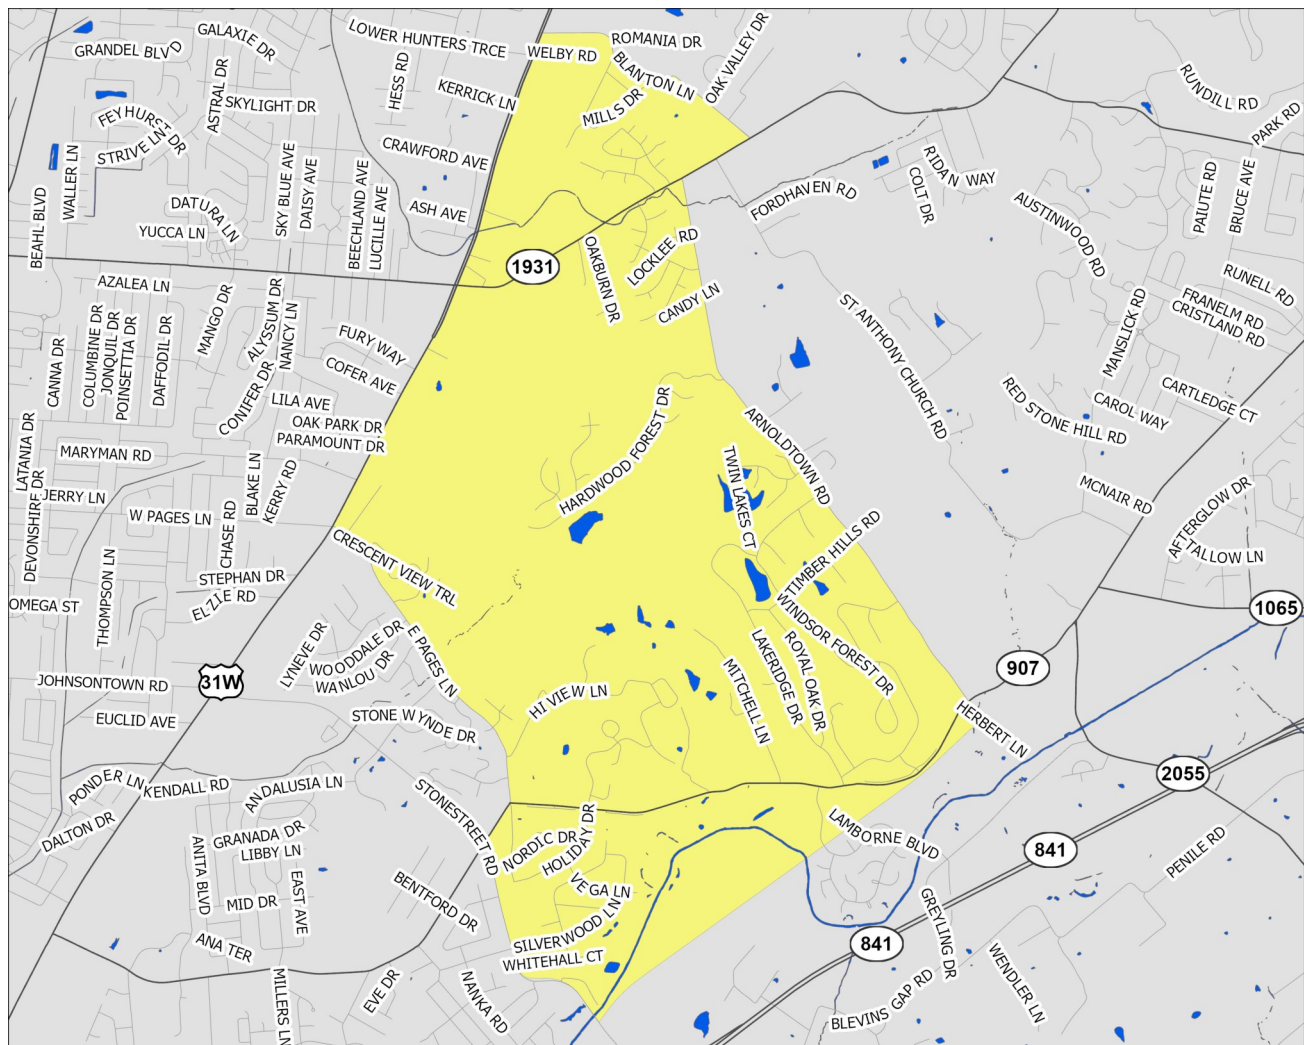 GRANDEL BLVD
GALAXIE DR
LOWER HUNTERS TRCE
WELBY RD
ROMANIA DR
BLANTON LN
OAK VALLEY DR
HESS RD
KERRICK LN
MILLS DR
RUNDILL RD
PARK RD
ASTRAL DR
SKYLIGHT DR
FEYHURST DR
STRIVE LN
CRAWFORD AVE
RIDAN WAY
COLT DR
FORDHAVEN RD
PAIUTE RD
BRUCE AVE
WALLER LN
BEAHL BLVD
SKY BLUE AVE
DAISY AVE
BEECHLAND AVE
LUCILLE AVE
ASH AVE
DATURA LN
YUCCA LN
AUSTINWOOD RD
1931
OAKBURN DR
LOCKLEE RD
CANDY LN
AZALEA LN
RUNELL RD
FRANELM RD
CRISTLAND RD
ST ANTHONY CHURCH RD
MANSLICK RD
MANGO DR
ALYSSUM DR
NANCY LN
FURY WAY
COFER AVE
CANNA DR
COLUMBINE DR
JONQUIL DR
POINSETTIA DR
DAFFODIL DR
CONIFER DR
LILA AVE
OAK PARK DR
PARAMOUNT DR
HARDWOOD FOREST DR
ARNOLDTOWN RD
RED STONE HILL RD
CAROL WAY
CARTLEDGE CT
LATANIA DR
MARYMAN RD
BLAKE LN
KERRY RD
TWIN LAKES CT
MCNAIR RD
AFTERGLOW DR
TALLOW LN
DEVONSHIRE DR
JERRY LN
W PAGES LN
CHASE RD
CRESCENT VIEW TRL
TIMBER HILLS RD
THOMPSON LN
STEPHAN DR
ELZIE RD
OMEGA ST
1065
WINDSOR FOREST DR
LYNEVE DR
WOODDALE DR
WANLOU DR
E PAGES LN
MITCHELL LN
LAKERIDGE DR
ROYAL OAK DR
907
JOHNSONTOWN RD
31W
HI VIEW LN
HERBERT LN
EUCLID AVE
STONE WYNDE DR
2055
PONDER LN
KENDALL RD
ANDALUSIA LN
STONESTREET RD
DALTON DR
ANITA BLVD
GRANADA DR
LIBBY LN
NORDIC DR
HOLIDAY DR
LAMBORNE BLVD
841
PENILE RD
MID DR
EAST AVE
BENTFORD DR
VEGA LN
GREYLING DR
SILVERWOOD LN
WHITEHALL CT
841
ANA TER
MILLERS LN
EVE DR
NANKA RD
BLEVINS GAP RD
WENDLER LN